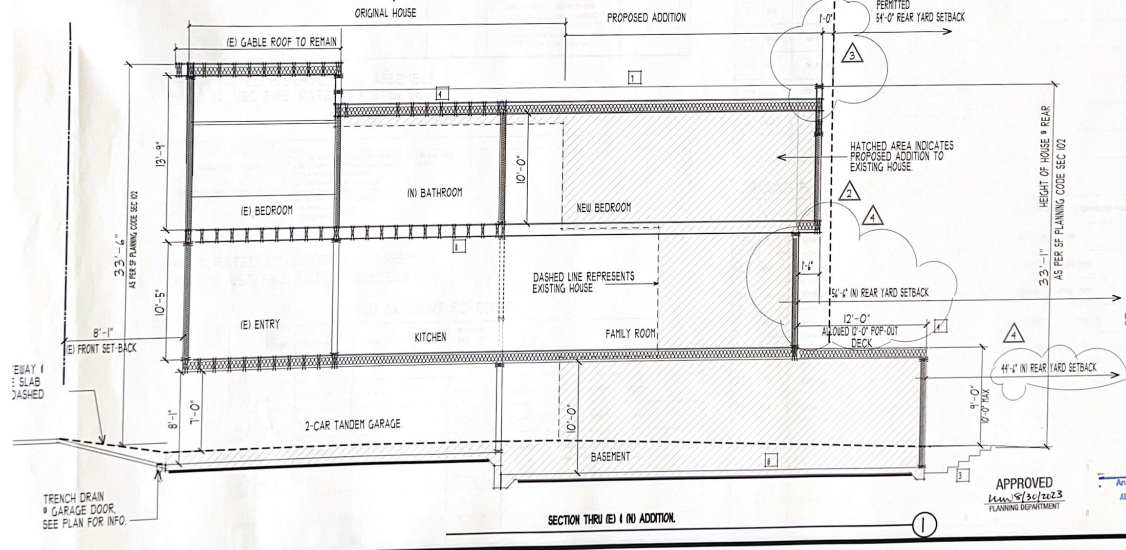 ORIGINAL HOUSE
PROPOSED ADDITION
1'-0"
PERMITTED
54'-0" REAR YARD SETBACK
(E) GABLE ROOF TO REMAIN
3
4
7
13'-9"
10'-0"
HATCHED AREA INDICATES
PROPOSED ADDITION TO
EXISTING HOUSE.
(N) BATHROOM
NEW BEDROOM
(E) BEDROOM
2
4
33'-6"
AS PER SF PLANNING CODE SEC 102
HEIGHT OF HOUSE @ REAR
33'-1"
AS PER SF PLANNING CODE SEC 102
8
1'-6"
DASHED LINE REPRESENTS
EXISTING HOUSE
10'-5"
56'-6" (N) REAR YARD SETBACK
12'-0"
ALLOWED 12'-0" POP-OUT
DECK
(E) ENTRY
KITCHEN
FAMILY ROOM
8'-1"
(E) FRONT SET-BACK
4
44'-6" (N) REAR YARD SETBACK
SLAB
DASHED
8'-1"
7'-0"
2-CAR TANDEM GARAGE
10'-0"
BASEMENT
9'-0"
10'-0" MAX
8
3
TRENCH DRAIN
@ GARAGE DOOR,
SEE PLAN FOR INFO.
SECTION THRU (E) & (N) ADDITION.
1
APPROVED
8/30/2023
PLANNING DEPARTMENT